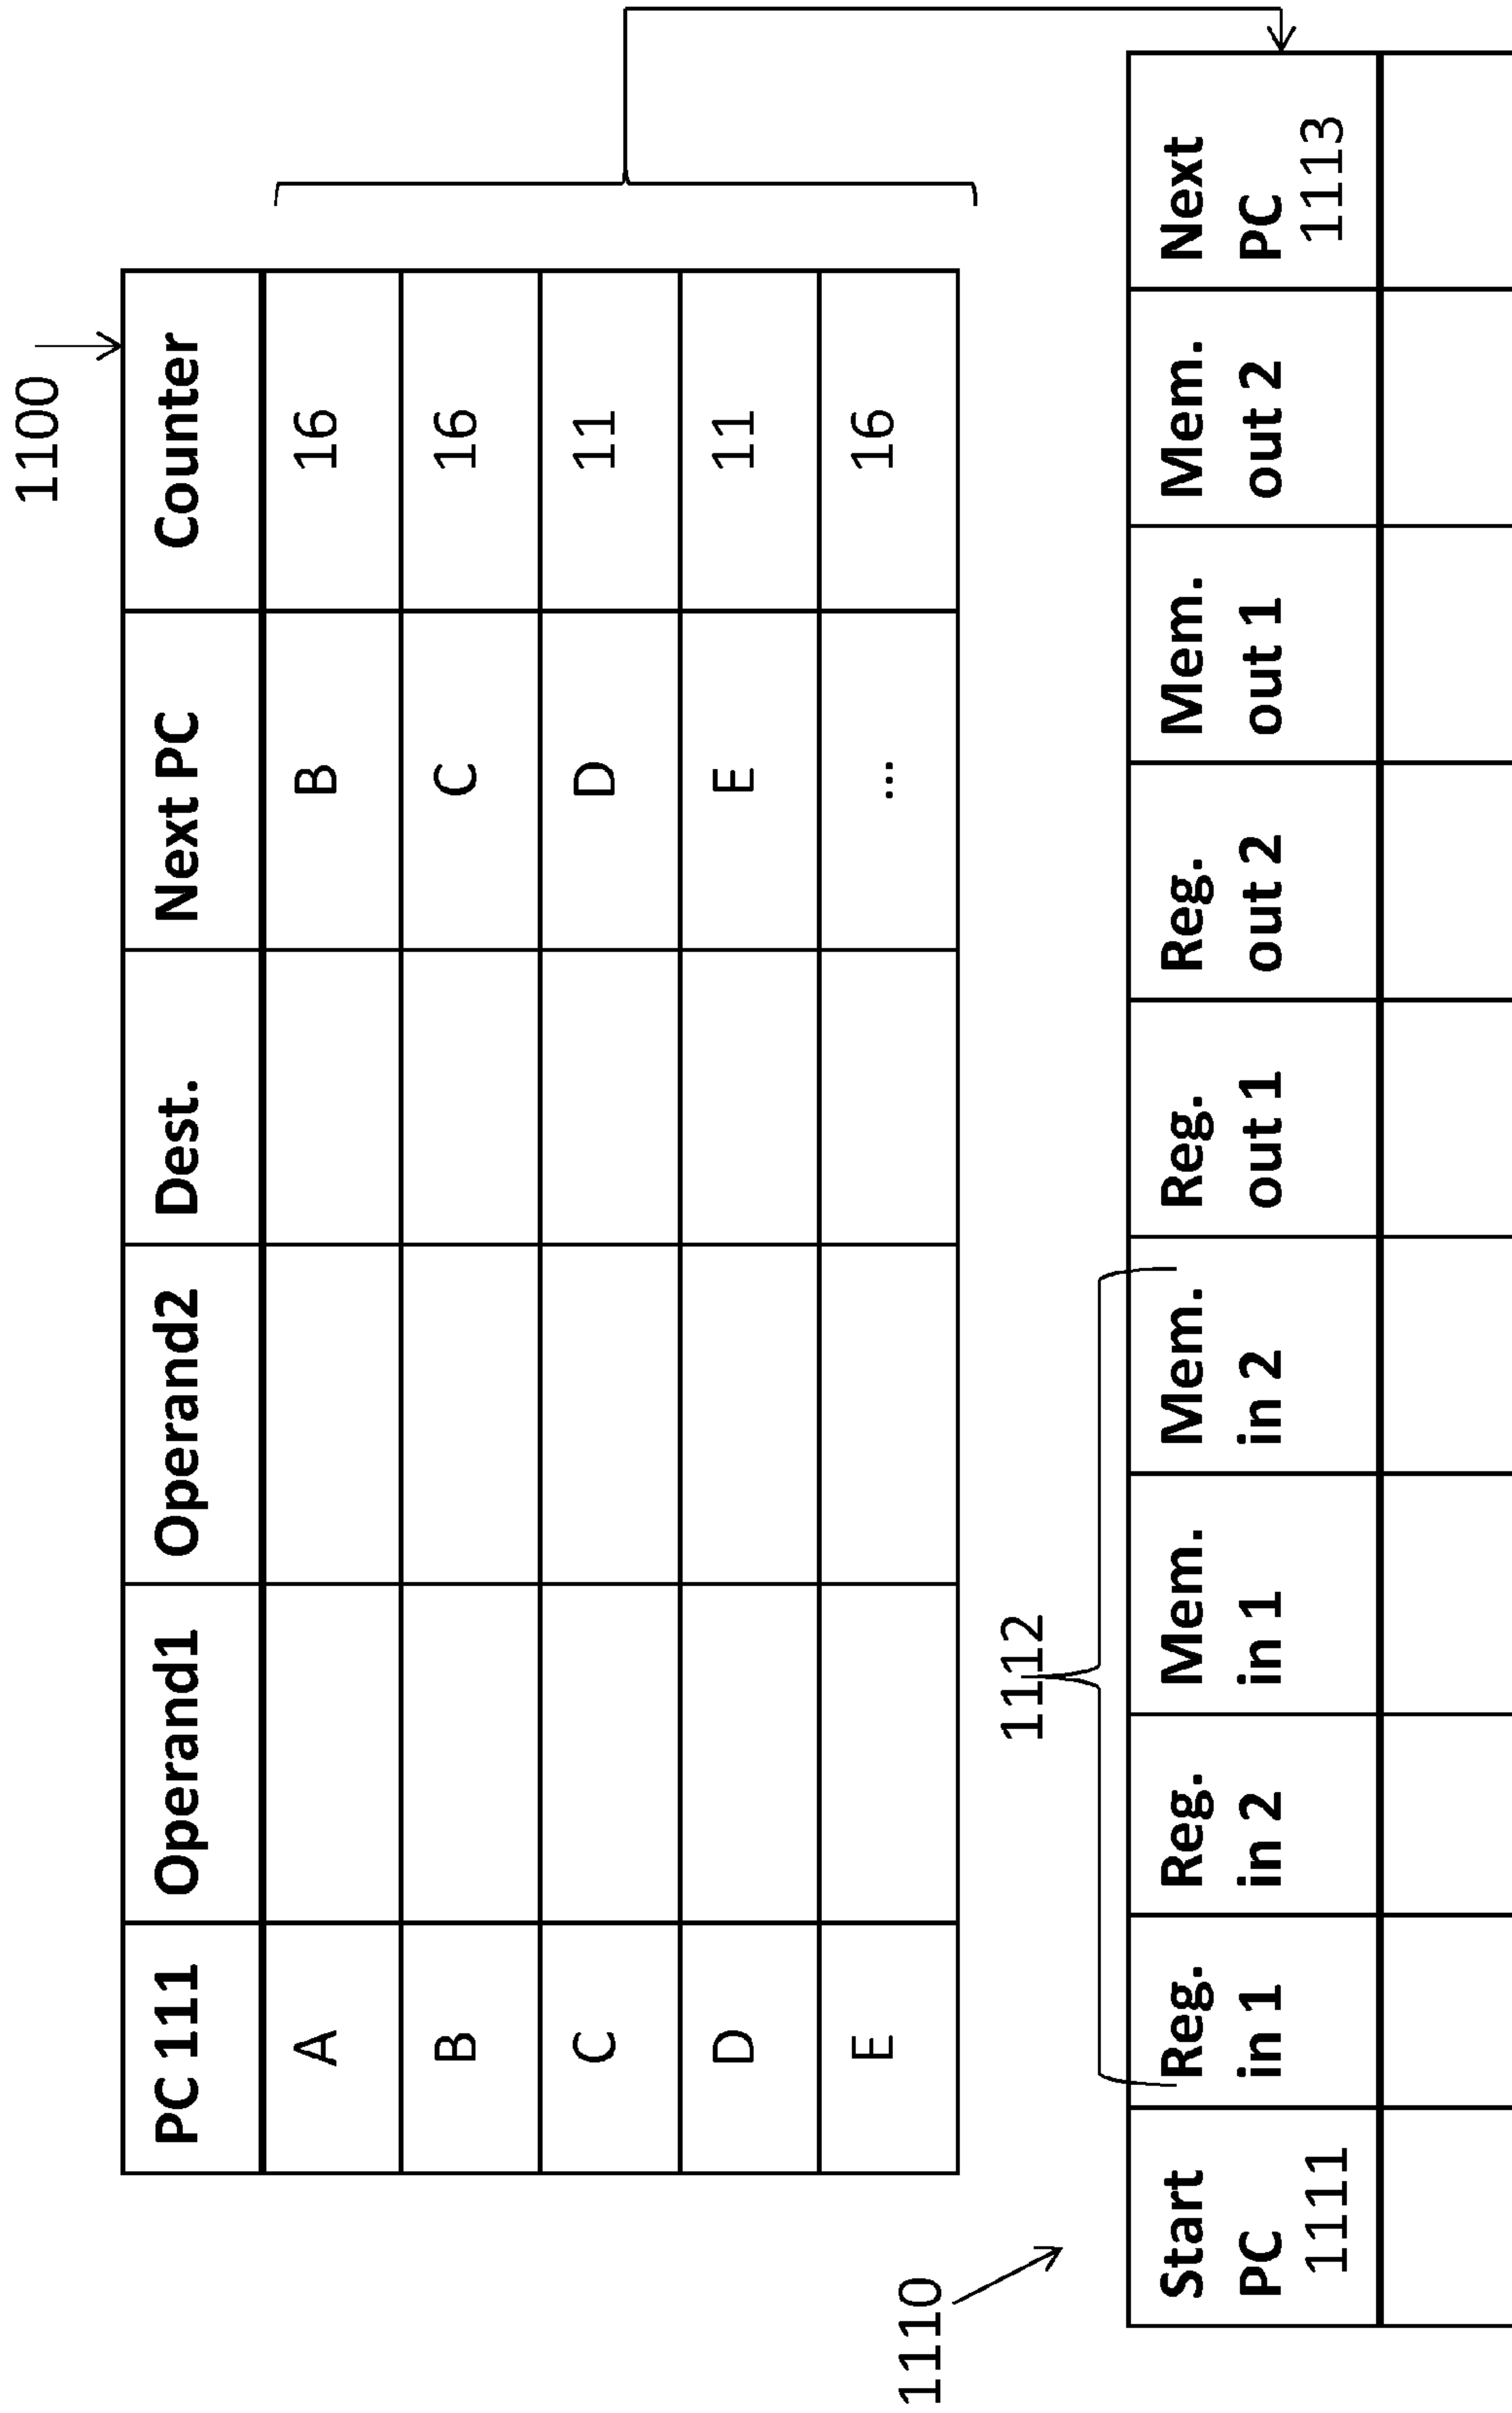 1100
PC 111 Operand1 Operand2 Dest. Next PC Counter
A B 16
B C 16
C D 11
D E 11
E ... 16
1110
1112
Start Reg. Reg. Mem. Mem. Reg. Reg. Mem. Mem. Next
PC in 1 in 2 in 1 in 2 out 1 out 2 out 1 out 2 PC
1111 1113